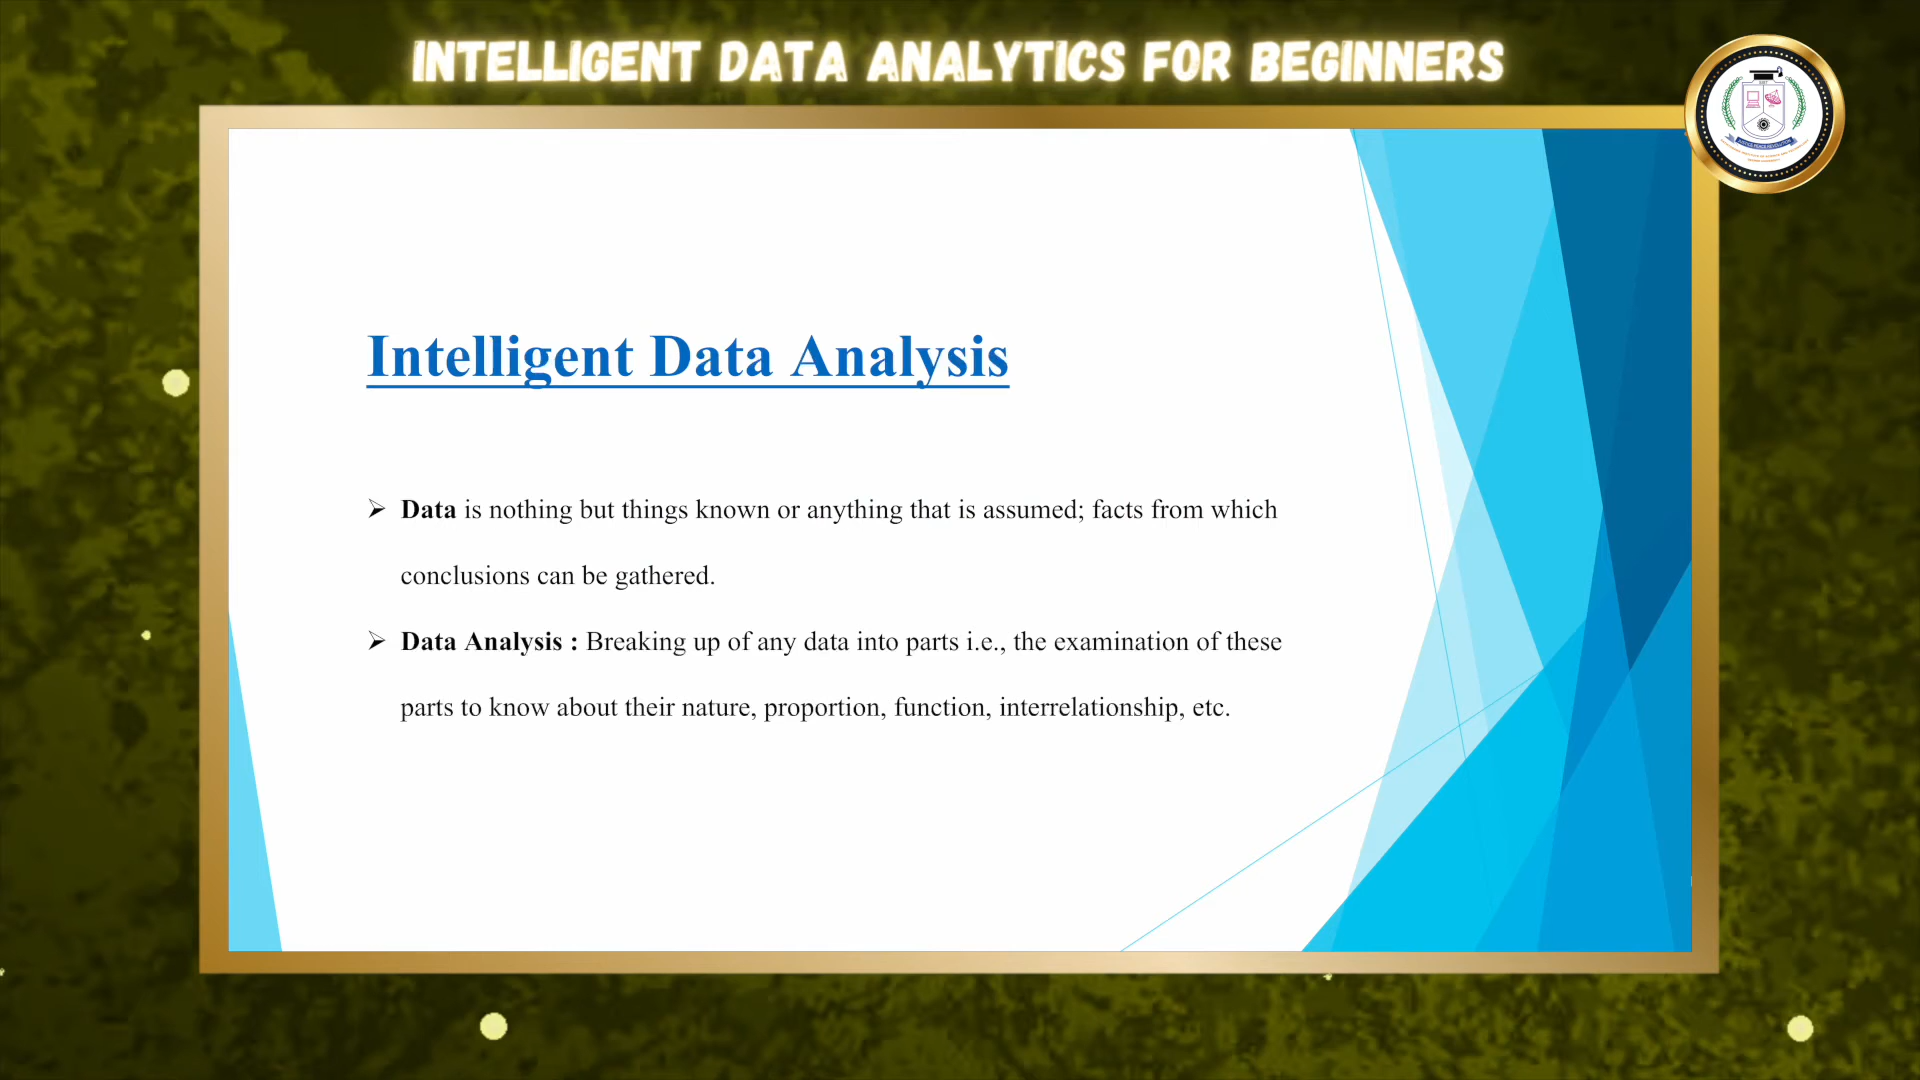 INTELLIGENT DATA ANALYTICS FOR BEGINNERS
Intelligent Data Analysis
➢ Data is nothing but things known or anything that is assumed; facts from which
conclusions can be gathered.
➢ Data Analysis : Breaking up of any data into parts i.e., the examination of these
parts to know about their nature, proportion, function, interrelationship, etc.